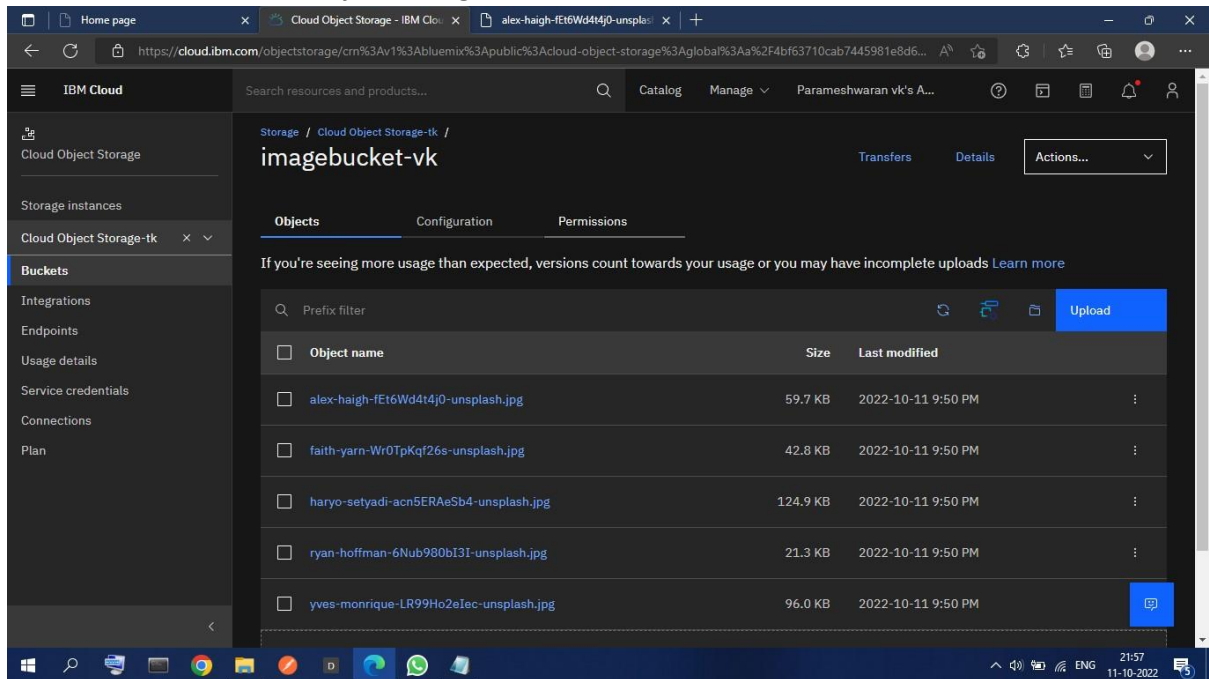 Home page
Cloud Object Storage - IBM Clou
alex-haigh-fEt6Wd4t4j0-unsplas
https://cloud.ibm.com/objectstorage/crn%3Av1%3Abluemix%3Apublic%3Acloud-object-storage%3Aglobal%3Aa%2F4bf63710cab7445981e8d6...
IBM Cloud
Search resources and products...
Catalog
Manage
Parameshwaran vk's A...
Cloud Object Storage
Storage instances
Cloud Object Storage-tk
Buckets
Integrations
Endpoints
Usage details
Service credentials
Connections
Plan
Storage / Cloud Object Storage-tk /
imagebucket-vk
Transfers
Details
Actions...
Objects
Configuration
Permissions
If you're seeing more usage than expected, versions count towards your usage or you may have incomplete uploads Learn more
Prefix filter
Upload
Object name Size Last modified
alex-haigh-fEt6Wd4t4j0-unsplash.jpg 59.7 KB 2022-10-11 9:50 PM
faith-yarn-Wr0TpKqf26s-unsplash.jpg 42.8 KB 2022-10-11 9:50 PM
haryo-setyadi-acn5ERAeSb4-unsplash.jpg 124.9 KB 2022-10-11 9:50 PM
ryan-hoffman-6Nub980bI3I-unsplash.jpg 21.3 KB 2022-10-11 9:50 PM
yves-monrique-LR99Ho2eIec-unsplash.jpg 96.0 KB 2022-10-11 9:50 PM
D
ENG
21:57
11-10-2022
5